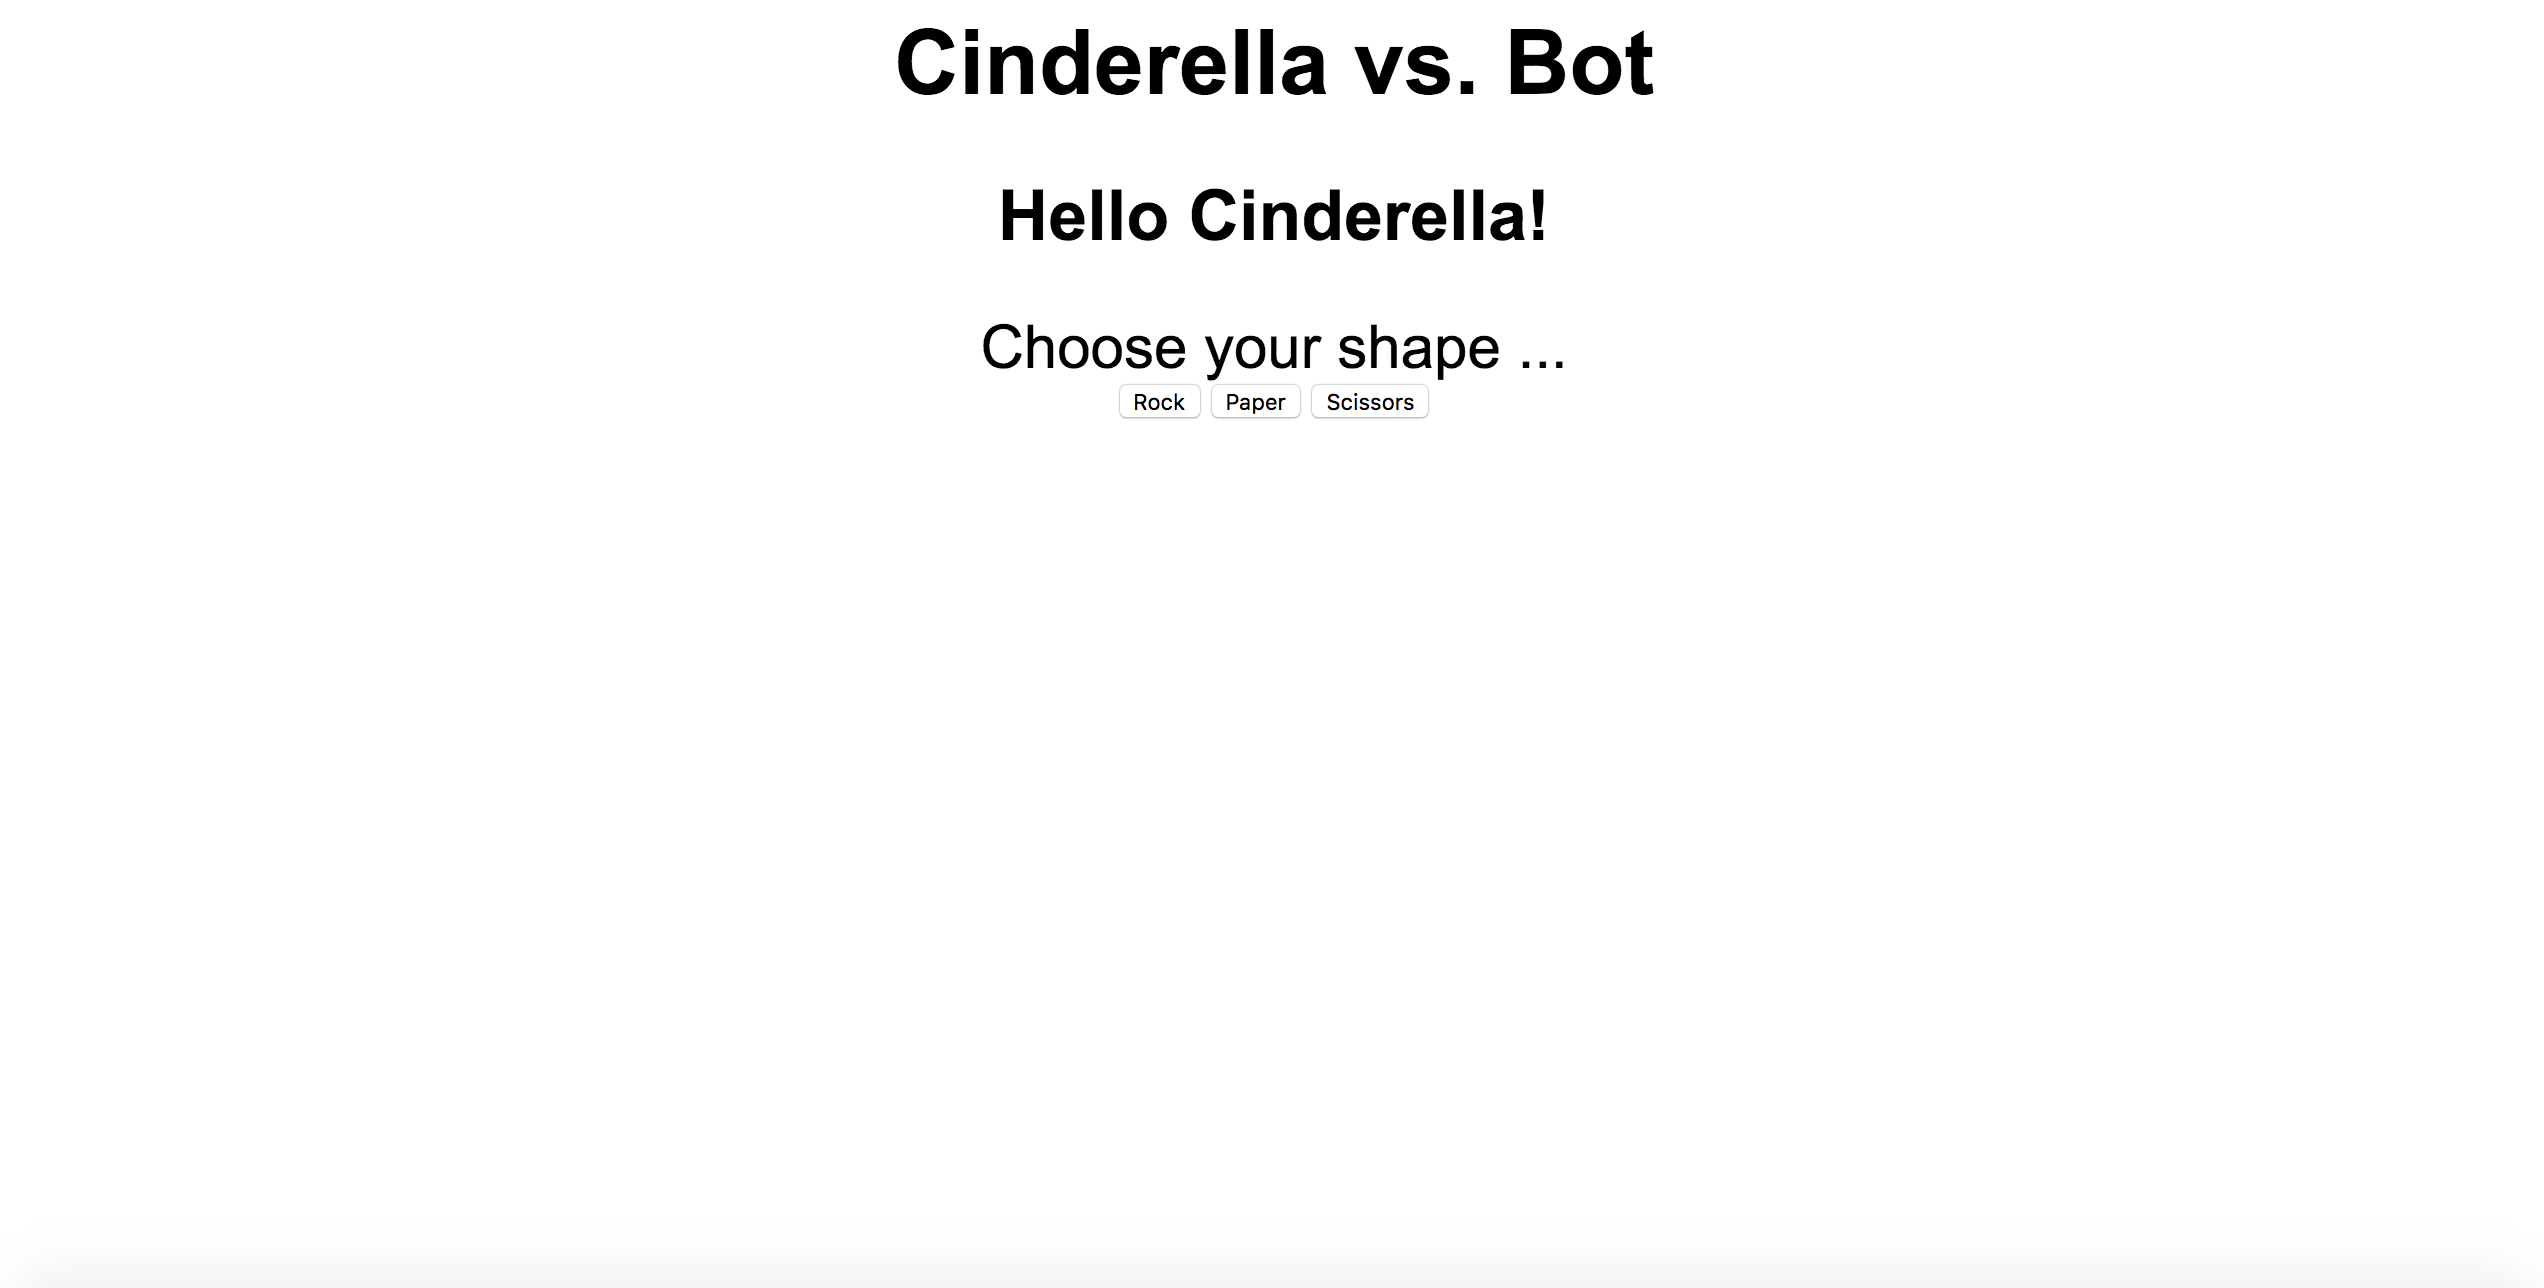 Cinderella vs. Bot
Hello Cinderella!
Choose your shape ...
Rock Paper Scissors